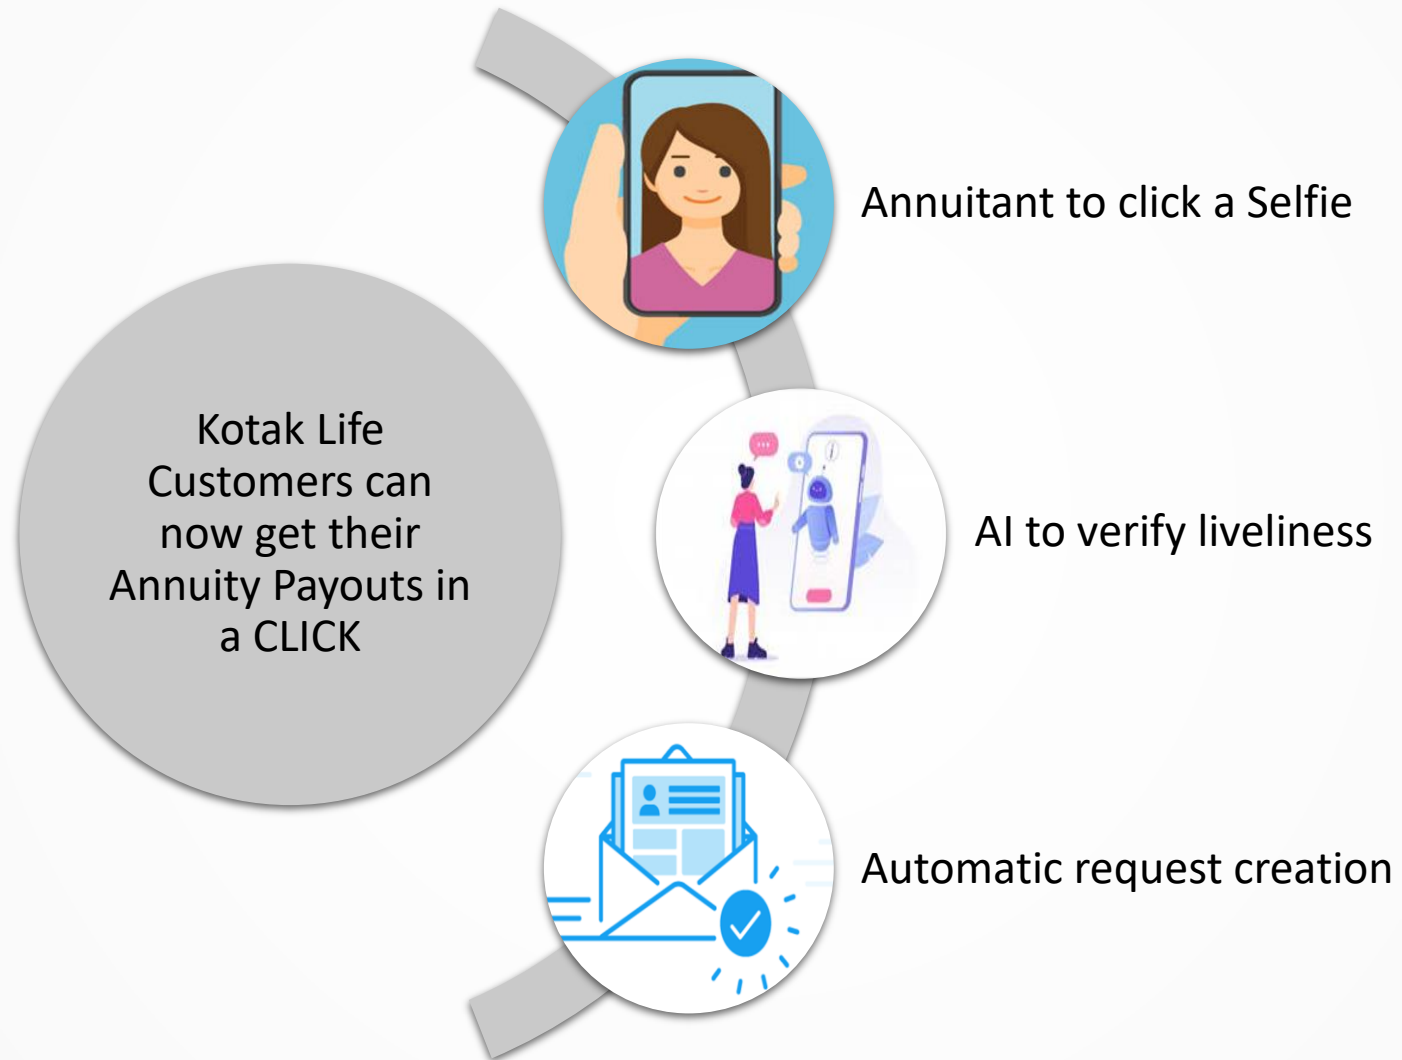 Kotak Life
Customers can
now get their
Annuity Payouts in
a CLICK
Annuitant to click a Selfie
AI to verify liveliness
Automatic request creation